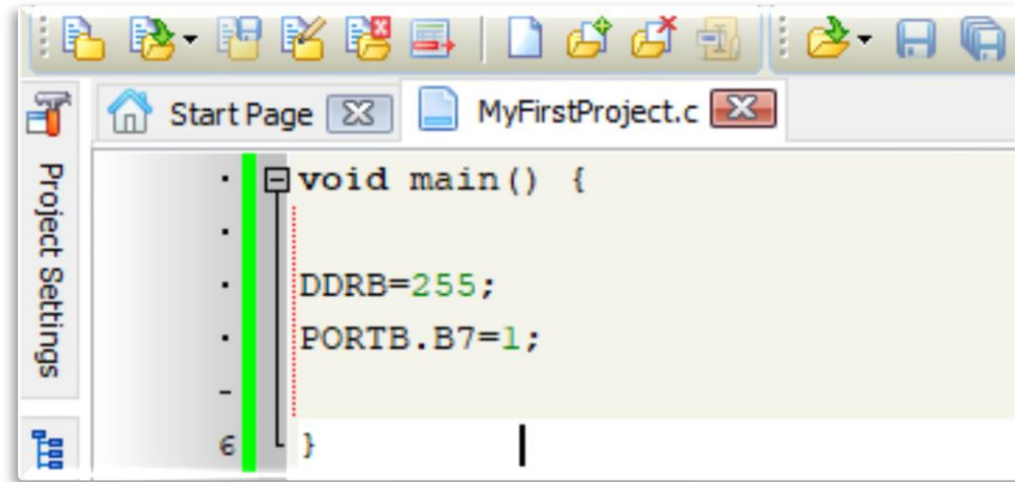 Start Page
MyFirstProject.c
Project Settings
void main() {
DDRB=255;
PORTB.B7=1;
6 }